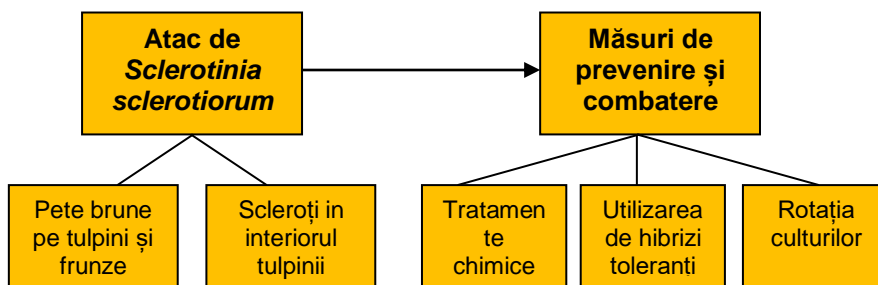 Atac de
Sclerotinia
sclerotiorum
Măsuri de
prevenire și
combatere
Pete brune
pe tulpini și
frunze
Scleroți in
interiorul
tulpinii
Tratamen
te
chimice
Utilizarea
de hibrizi
toleranți
Rotația
culturilor